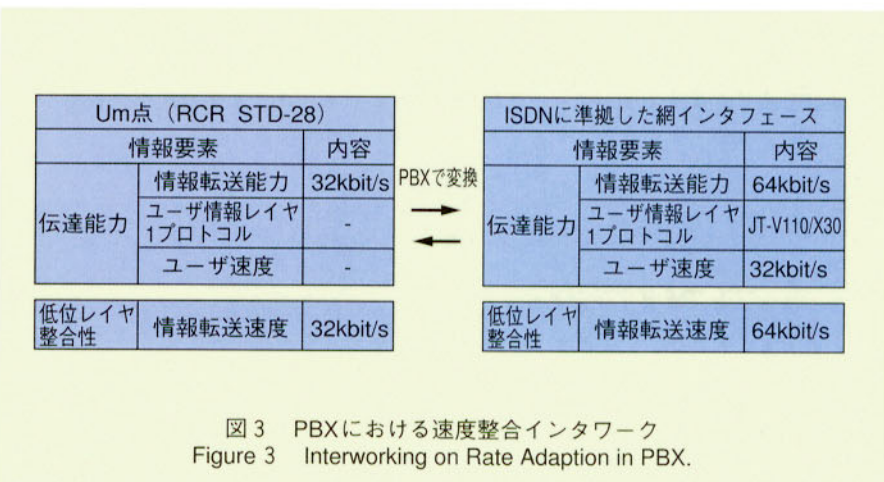 Um点（RCR STD-28）
情報要素 内容
伝達能力
情報転送能力 32kbit/s
ユーザ情報レイヤ
1プロトコル -
ユーザ速度 -
低位レイヤ
整合性
情報転送速度 32kbit/s
PBXで変換
ISDNに準拠した網インタフェース
情報要素 内容
伝達能力
情報転送能力 64kbit/s
ユーザ情報レイヤ
1プロトコル JT-V110/X30
ユーザ速度 32kbit/s
低位レイヤ
整合性
情報転送速度 64kbit/s
図3 PBXにおける速度整合インタワーク
Figure 3 Interworking on Rate Adaption in PBX.